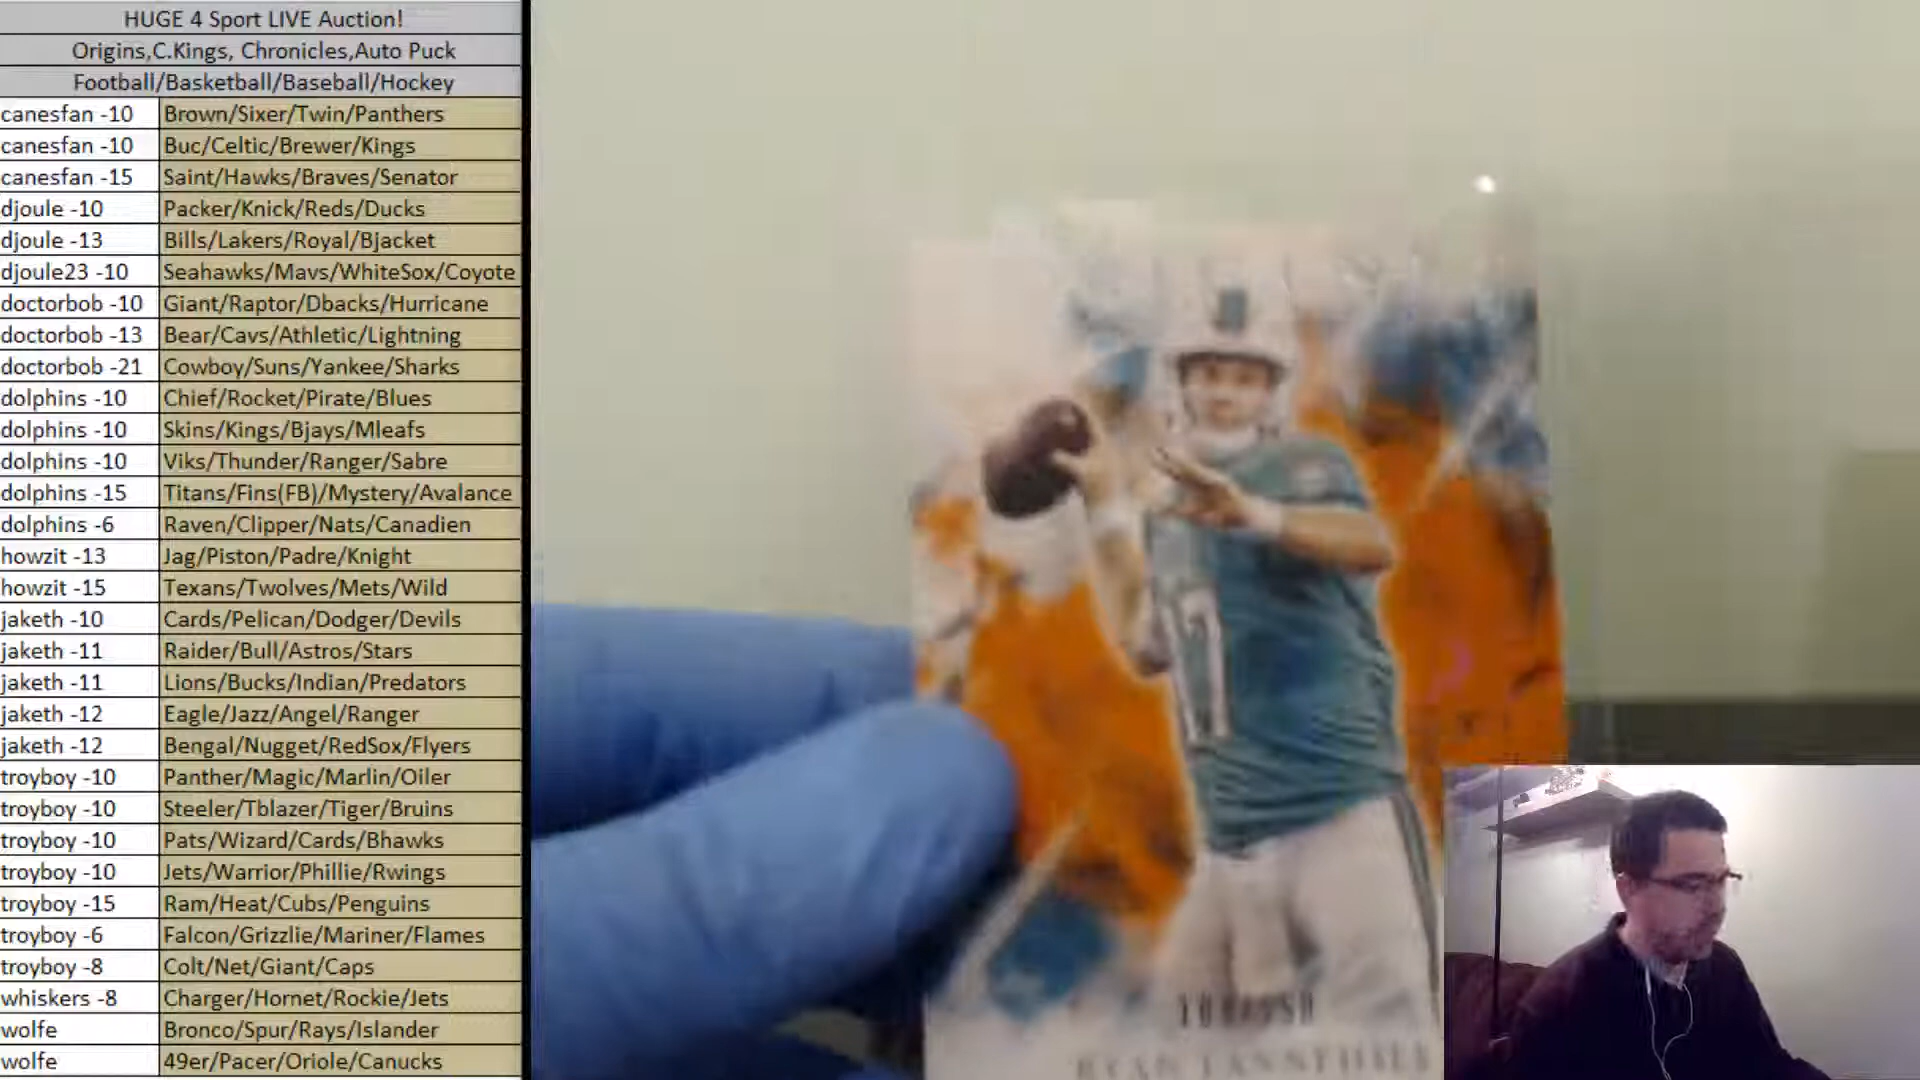 HUGE 4 Sport LIVE Auction!
Origins,C.Kings, Chronicles,Auto Puck
Football/Basketball/Baseball/Hockey
canesfan -10 Brown/Sixer/Twin/Panthers
canesfan -10 Buc/Celtic/Brewer/Kings
canesfan -15 Saint/Hawks/Braves/Senator
djoule -10 Packer/Knick/Reds/Ducks
djoule -13 Bills/Lakers/Royal/Bjacket
djoule23 -10 Seahawks/Mavs/WhiteSox/Coyote
doctorbob -10 Giant/Raptor/Dbacks/Hurricane
doctorbob -13 Bear/Cavs/Athletic/Lightning
doctorbob -21 Cowboy/Suns/Yankee/Sharks
dolphins -10 Chief/Rocket/Pirate/Blues
dolphins -10 Skins/Kings/Bjays/Mleafs
dolphins -10 Viks/Thunder/Ranger/Sabre
dolphins -15 Titans/Fins(FB)/Mystery/Avalance
dolphins -6 Raven/Clipper/Nats/Canadien
howzit -13 Jag/Piston/Padre/Knight
howzit -15 Texans/Twolves/Mets/Wild
jaketh -10 Cards/Pelican/Dodger/Devils
jaketh -11 Raider/Bull/Astros/Stars
jaketh -11 Lions/Bucks/Indian/Predators
jaketh -12 Eagle/Jazz/Angel/Ranger
jaketh -12 Bengal/Nugget/RedSox/Flyers
troyboy -10 Panther/Magic/Marlin/Oiler
troyboy -10 Steeler/Tblazer/Tiger/Bruins
troyboy -10 Pats/Wizard/Cards/Bhawks
troyboy -10 Jets/Warrior/Phillie/Rwings
troyboy -15 Ram/Heat/Cubs/Penguins
troyboy -6 Falcon/Grizzlie/Mariner/Flames
troyboy -8 Colt/Net/Giant/Caps
whiskers -8 Charger/Hornet/Rockie/Jets
wolfe Bronco/Spur/Rays/Islander
wolfe 49er/Pacer/Oriole/Canucks
17
RYAN TANNEHILL